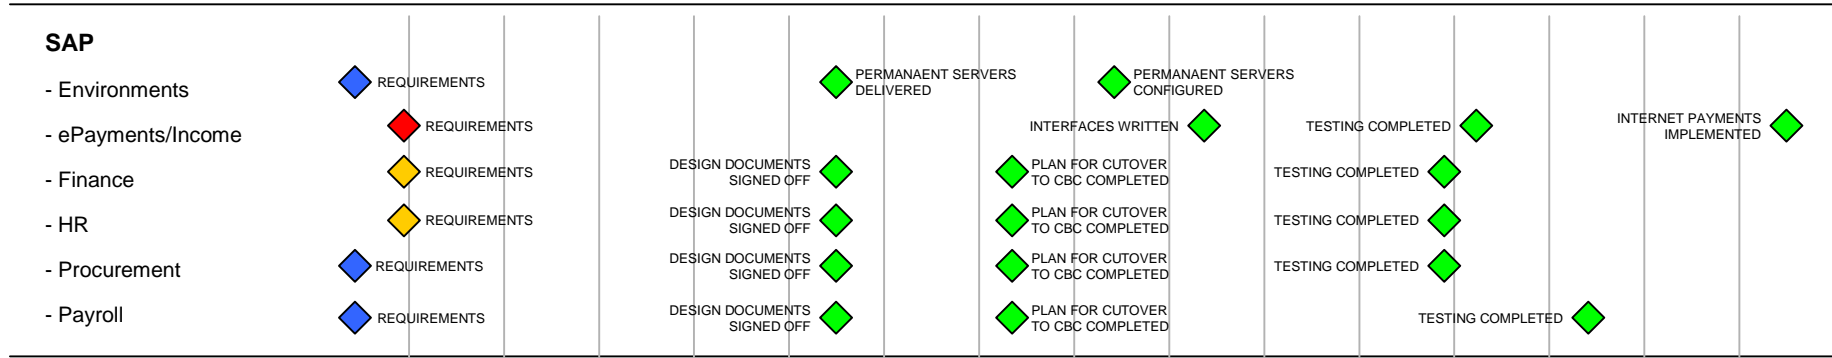 SAP
- Environments
REQUIREMENTS
PERMANAENT SERVERS
DELIVERED
PERMANAENT SERVERS
CONFIGURED
- ePayments/Income
REQUIREMENTS
INTERFACES WRITTEN
TESTING COMPLETED
INTERNET PAYMENTS
IMPLEMENTED
- Finance
REQUIREMENTS
DESIGN DOCUMENTS
SIGNED OFF
PLAN FOR CUTOVER
TO CBC COMPLETED
TESTING COMPLETED
- HR
REQUIREMENTS
DESIGN DOCUMENTS
SIGNED OFF
PLAN FOR CUTOVER
TO CBC COMPLETED
TESTING COMPLETED
- Procurement
REQUIREMENTS
DESIGN DOCUMENTS
SIGNED OFF
PLAN FOR CUTOVER
TO CBC COMPLETED
TESTING COMPLETED
- Payroll
REQUIREMENTS
DESIGN DOCUMENTS
SIGNED OFF
PLAN FOR CUTOVER
TO CBC COMPLETED
TESTING COMPLETED